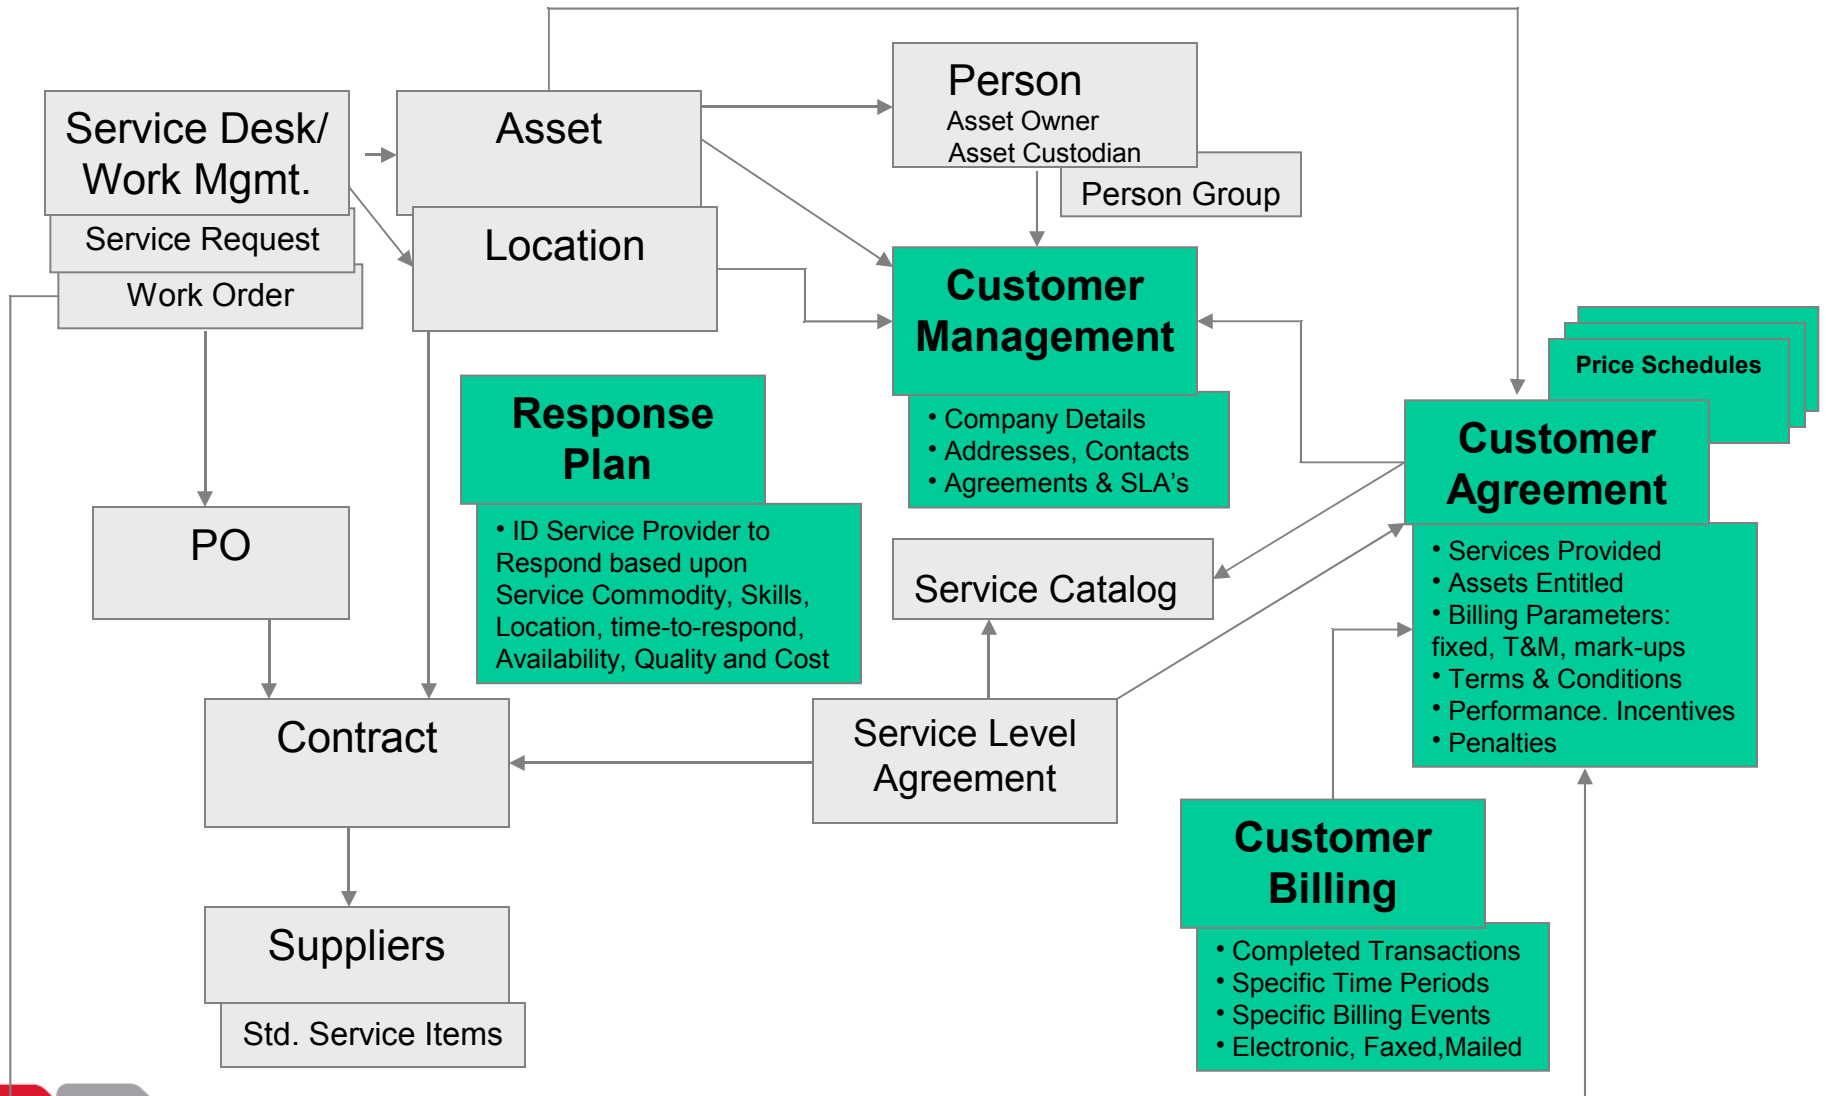 Service Desk/
Work Mgmt.
Service Request
Work Order
Asset
Location
Person
Asset Owner
Asset Custodian
Person Group
Customer
Management
• Company Details
• Addresses, Contacts
• Agreements & SLA’s
Price Schedules
Customer
Agreement
• Services Provided
• Assets Entitled
• Billing Parameters:
fixed, T&M, mark-ups
• Terms & Conditions
• Performance. Incentives
• Penalties
Response
Plan
• ID Service Provider to
Respond based upon
Service Commodity, Skills,
Location, time-to-respond,
Availability, Quality and Cost
PO
Service Catalog
Contract
Service Level
Agreement
Customer
Billing
• Completed Transactions
• Specific Time Periods
• Specific Billing Events
• Electronic, Faxed,Mailed
Suppliers
Std. Service Items